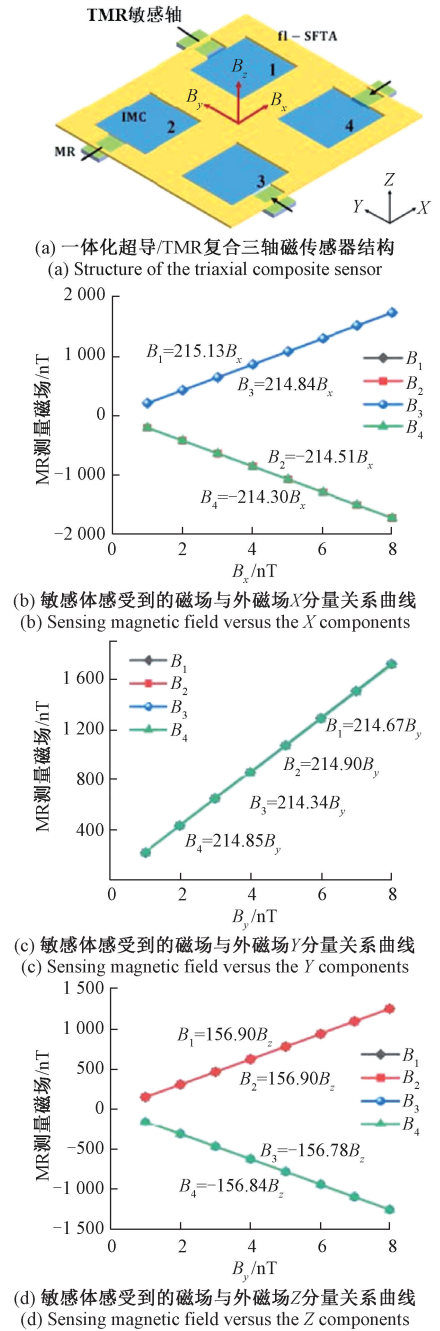 TMR敏感轴
fl－SFTA
1
B_z
B_y
B_x
IMC
2
4
MR
3
Z
Y
X
(a) 一体化超导/TMR复合三轴磁传感器结构
(a) Structure of the triaxial composite sensor
2 000
1 000
0
−1 000
−2 000
MR测量磁场/nT
B_1=215.13B_x
B_3=214.84B_x
B_2=−214.51B_x
B_4=−214.30B_x
B_1
B_2
B_3
B_4
0 2 4 6 8
B_x/nT
(b) 敏感体感受到的磁场与外磁场X分量关系曲线
(b) Sensing magnetic field versus the X components
1 600
1 200
800
400
MR测量磁场/nT
B_1
B_2
B_3
B_4
B_1=214.67B_y
B_2=214.90B_y
B_3=214.34B_y
B_4=214.85B_y
0 2 4 6 8
B_y/nT
(c) 敏感体感受到的磁场与外磁场Y分量关系曲线
(c) Sensing magnetic field versus the Y components
1 500
1 000
500
0
−500
−1 000
−1 500
MR测量磁场/nT
B_1=156.90B_z
B_2=156.90B_z
B_3=−156.78B_z
B_4=−156.84B_z
B_1
B_2
B_3
B_4
0 2 4 6 8
B_y/nT
(d) 敏感体感受到的磁场与外磁场Z分量关系曲线
(d) Sensing magnetic field versus the Z components